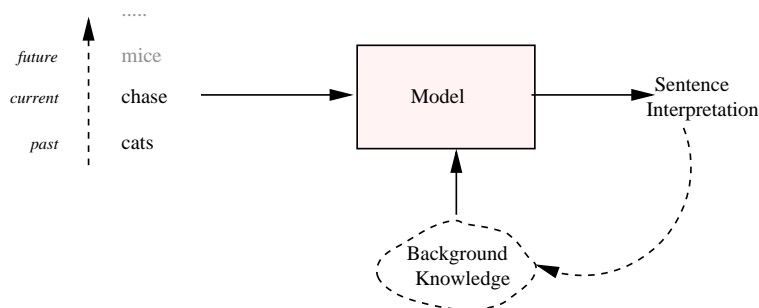 .....
future mice
current chase
past cats
Model
Sentence
Interpretation
Background
Knowledge